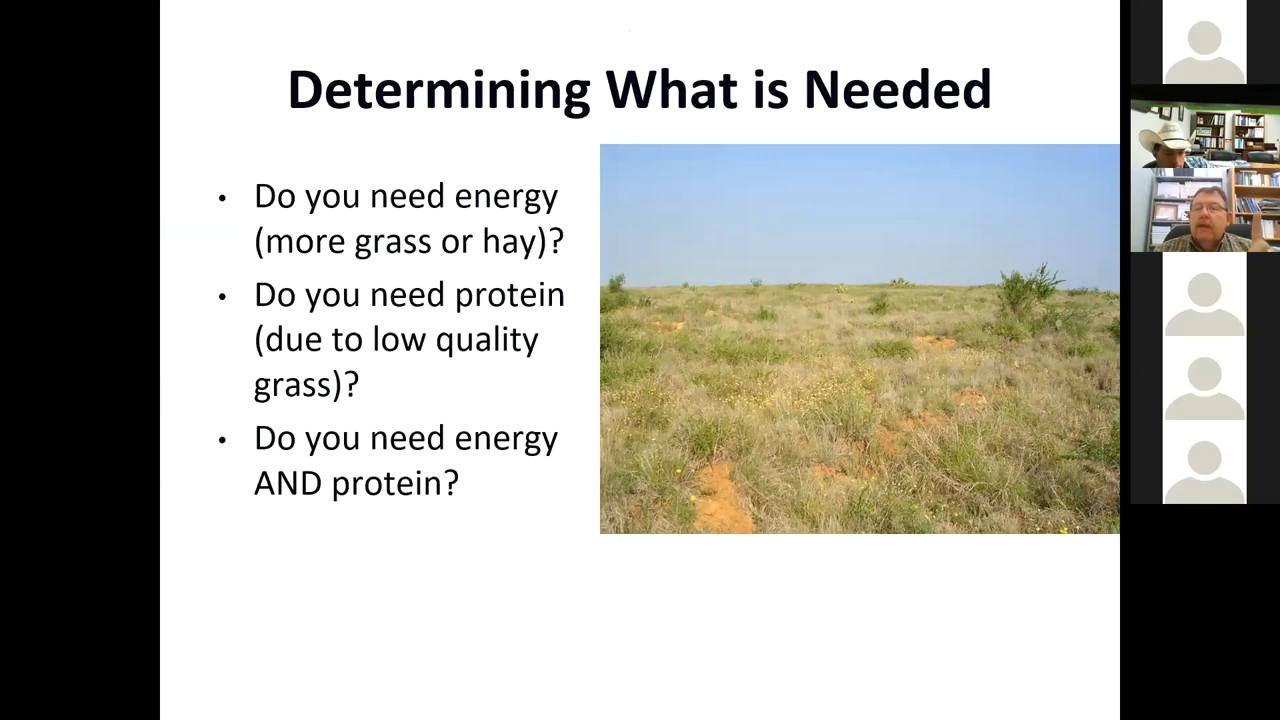 Determining What is Needed
• Do you need energy
(more grass or hay)?
• Do you need protein
(due to low quality
grass)?
• Do you need energy
AND protein?